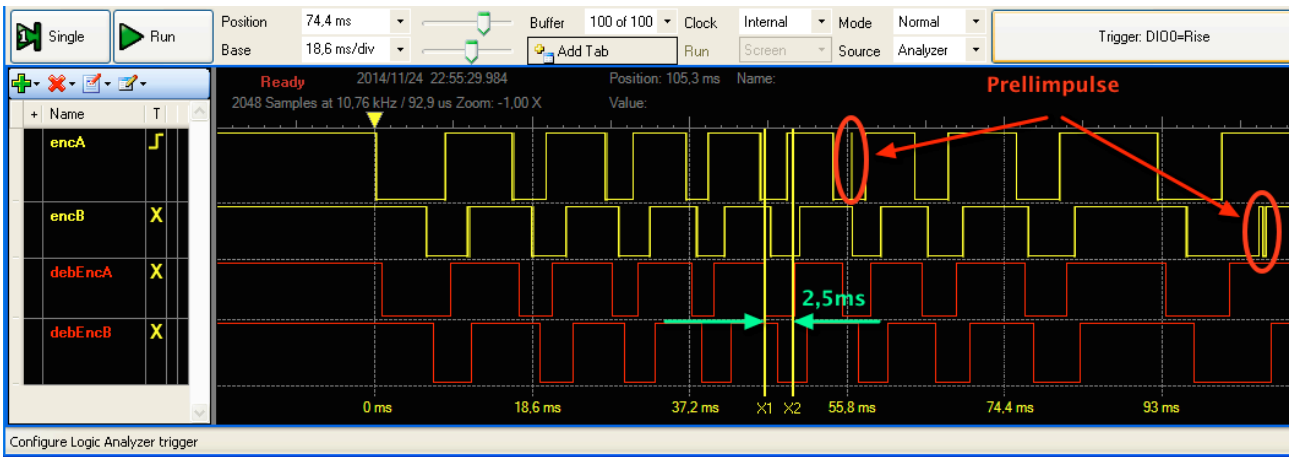 Single
Run
Position 74,4 ms
Buffer 100 of 100 Clock Internal Mode Normal
Base 18,6 ms/div
Add Tab Run Screen Source Analyzer
Trigger: DIO0=Rise
Ready 2014/11/24 22:55:29.984 Position: 105,3 ms Name:
2048 Samples at 10,76 kHz / 92,9 us Zoom: -1,00 X Value:
Prellimpulse
+ Name T
encA
encB X
debEncA X
debEncB X
2,5ms
0 ms 18,6 ms 37,2 ms X1 X2 55,8 ms 74,4 ms 93 ms
Configure Logic Analyzer trigger